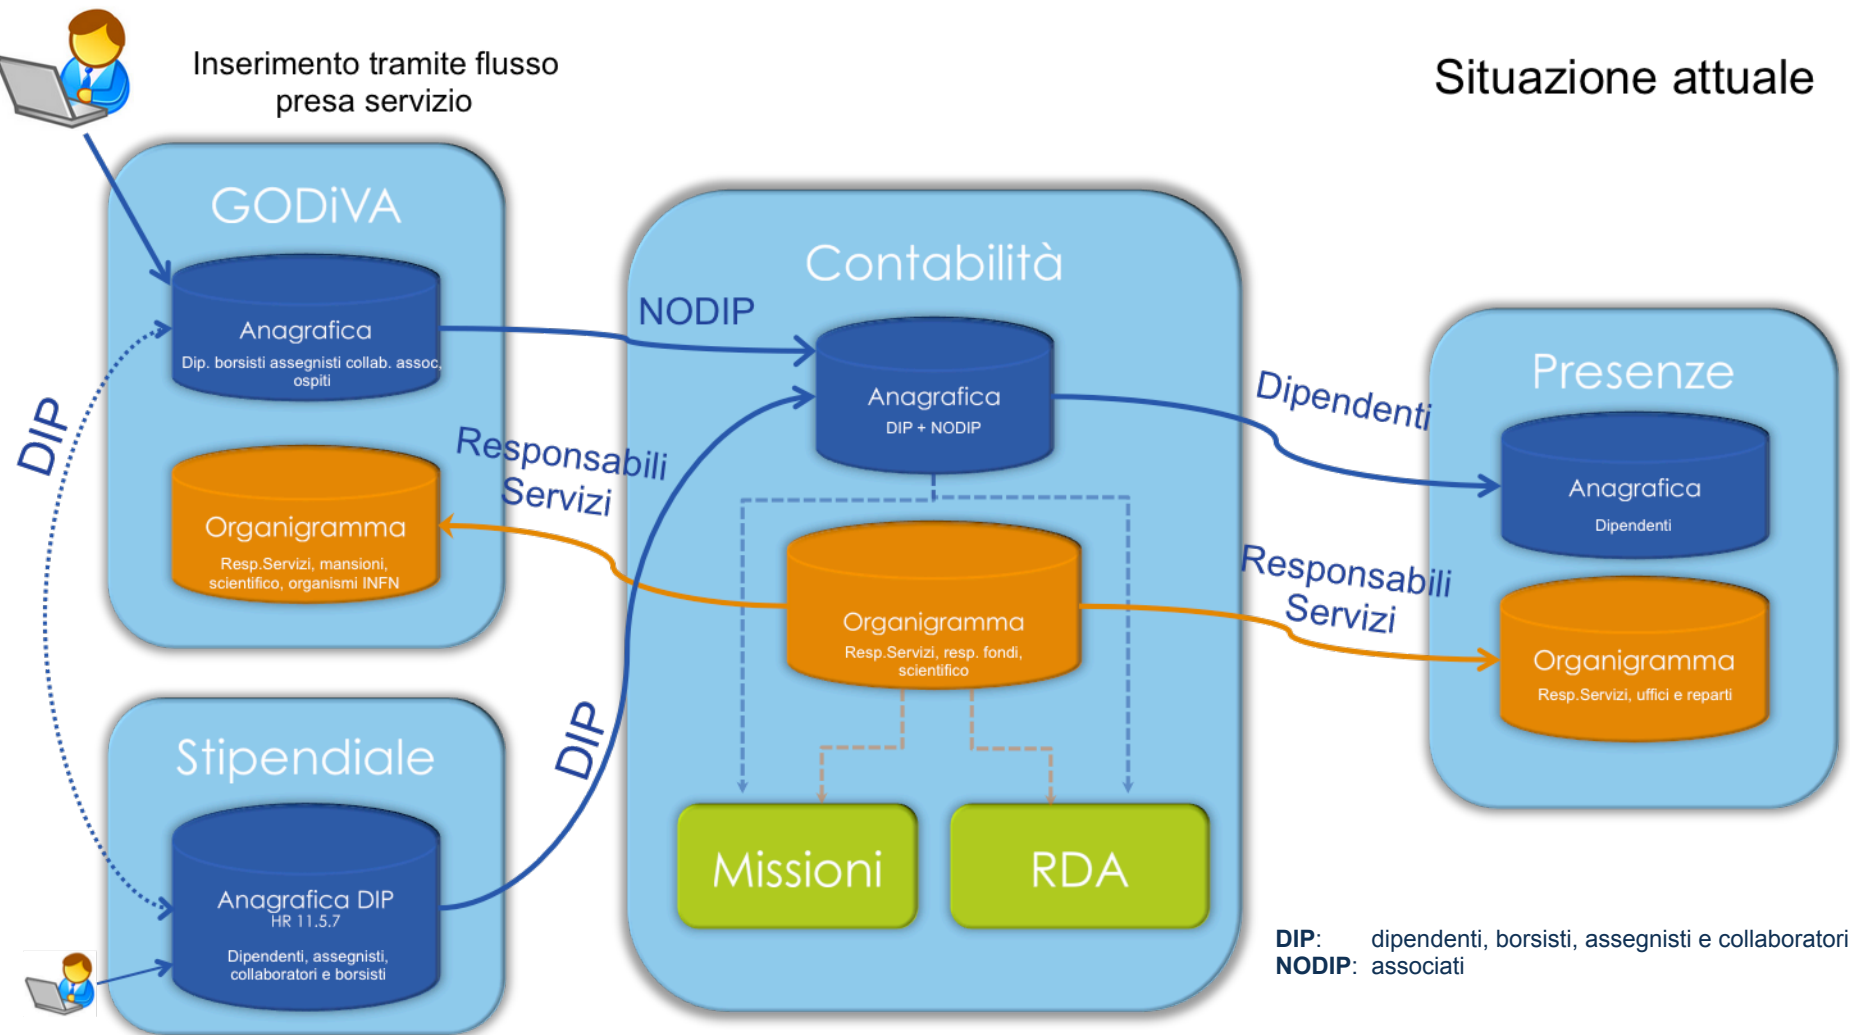 Inserimento tramite flusso
presa servizio
Situazione attuale
GODiVA
Anagrafica
Dip. borsisti assegnisti collab. assoc,
ospiti
Organigramma
Resp.Servizi, mansioni,
scientifico, organismi INFN
DIP
Stipendiale
Anagrafica DIP
HR 11.5.7
Dipendenti, assegnisti,
collaboratori e borsisti
NODIP
Responsabili
Servizi
DIP
Contabilità
Anagrafica
DIP + NODIP
Organigramma
Resp.Servizi, resp. fondi,
scientifico
Missioni
RDA
Dipendenti
Responsabili
Servizi
Presenze
Anagrafica
Dipendenti
Organigramma
Resp.Servizi, uffici e reparti
DIP: dipendenti, borsisti, assegnisti e collaboratori
NODIP: associati